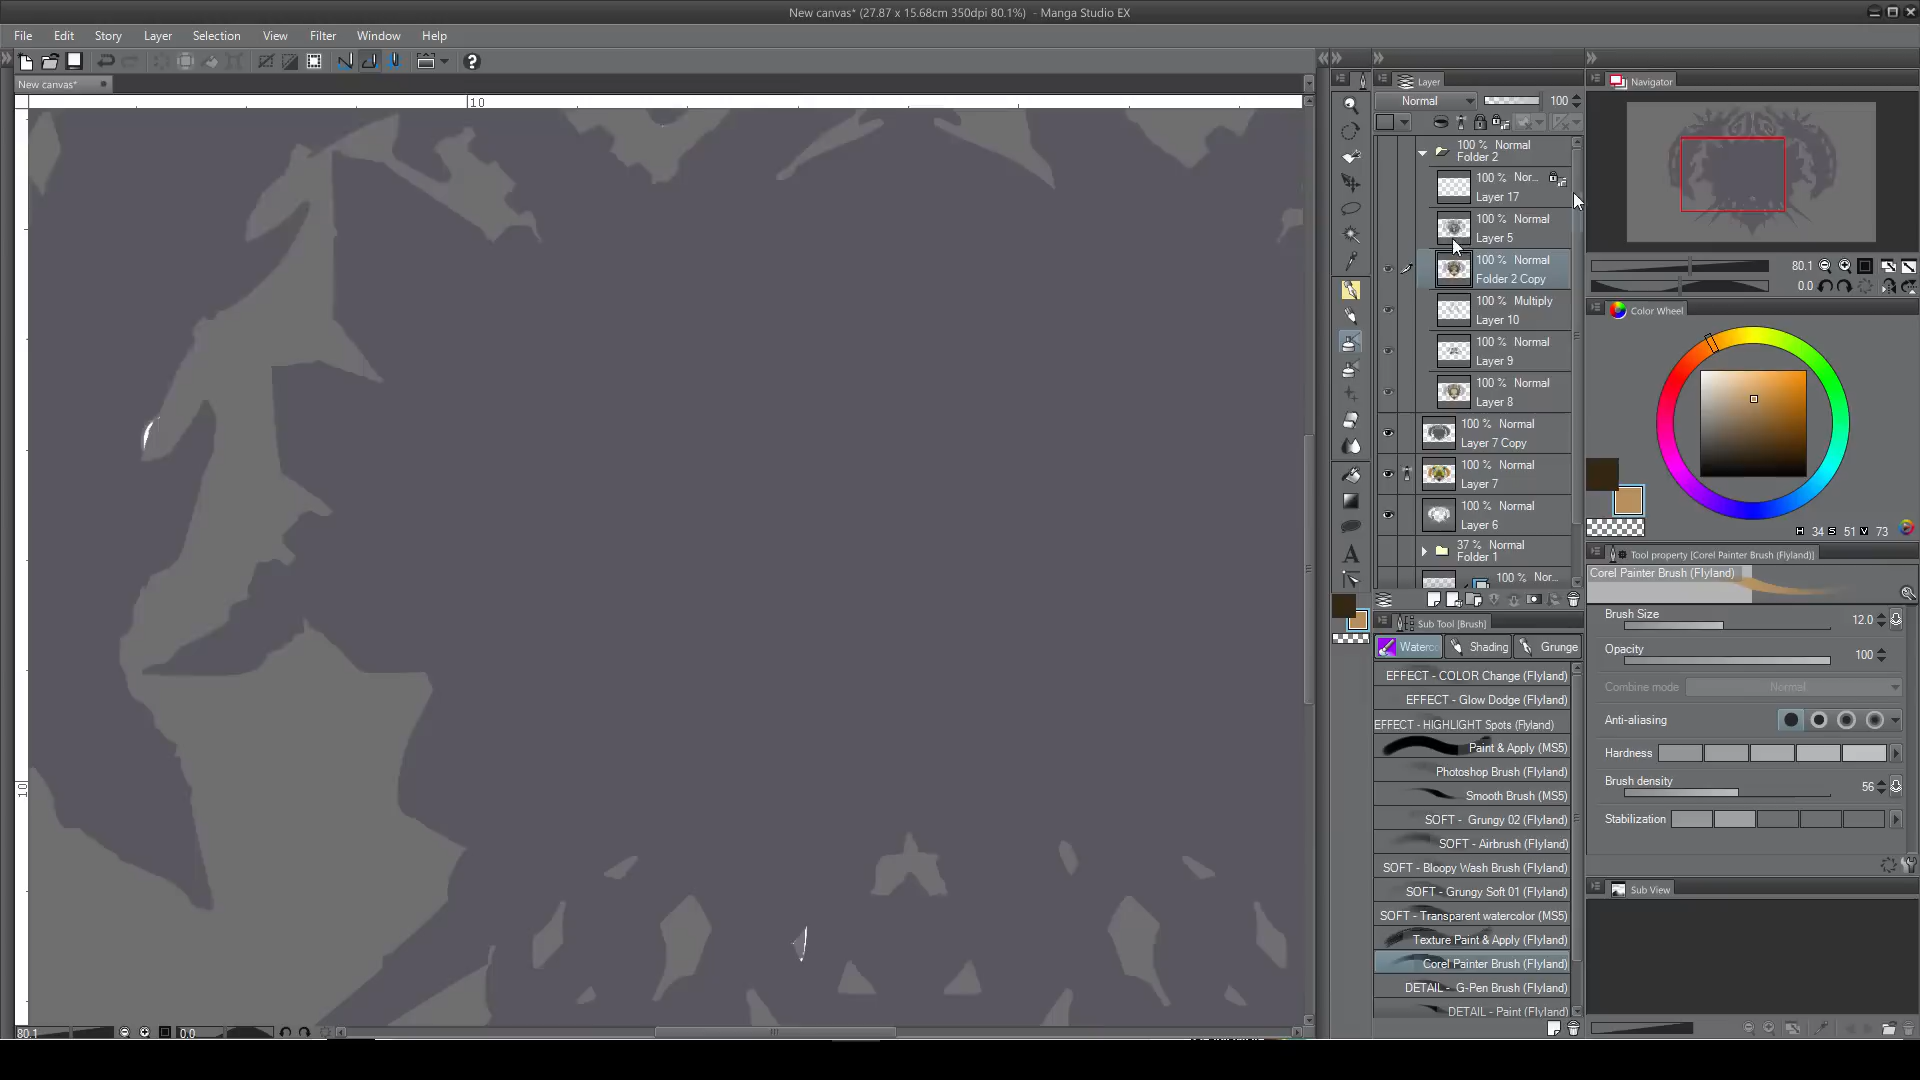 New canvas* (27.87 x 15.68cm 350dpi 80.1%) - Manga Studio EX
File Edit Story Layer Selection View Filter Window Help
New canvas*
10
10
80.1
0.0
Layer
Normal 100
100 % Normal
Folder 2
100 % Nor...
Layer 17
100 % Normal
Layer 5
100 % Normal
Folder 2 Copy
100 % Multiply
Layer 10
100 % Normal
Layer 9
100 % Normal
Layer 8
100 % Normal
Layer 7 Copy
100 % Normal
Layer 7
100 % Normal
Layer 6
37 % Normal
Folder 1
100 % Nor...
Sub Tool [Brush]
Waterc Shading Grunge
EFFECT - COLOR Change (Flyland)
EFFECT - Glow Dodge (Flyland)
EFFECT - HIGHLIGHT Spots (Flyland)
Paint & Apply (MS5)
Photoshop Brush (Flyland)
Smooth Brush (MS5)
SOFT - Grungy 02 (Flyland)
SOFT - Airbrush (Flyland)
SOFT - Bloopy Wash Brush (Flyland)
SOFT - Grungy Soft 01 (Flyland)
SOFT - Transparent watercolor (MS5)
Texture Paint & Apply (Flyland)
Corel Painter Brush (Flyland)
DETAIL - G-Pen Brush (Flyland)
DETAIL - Paint (Flyland)
Navigator
80.1
0.0
Color Wheel
H 34 S 51 V 73
Tool property [Corel Painter Brush (Flyland)]
Corel Painter Brush (Flyland)
Brush Size 12.0
Opacity 100
Combine mode Normal
Anti-aliasing
Hardness
Brush density 56
Stabilization
Sub View